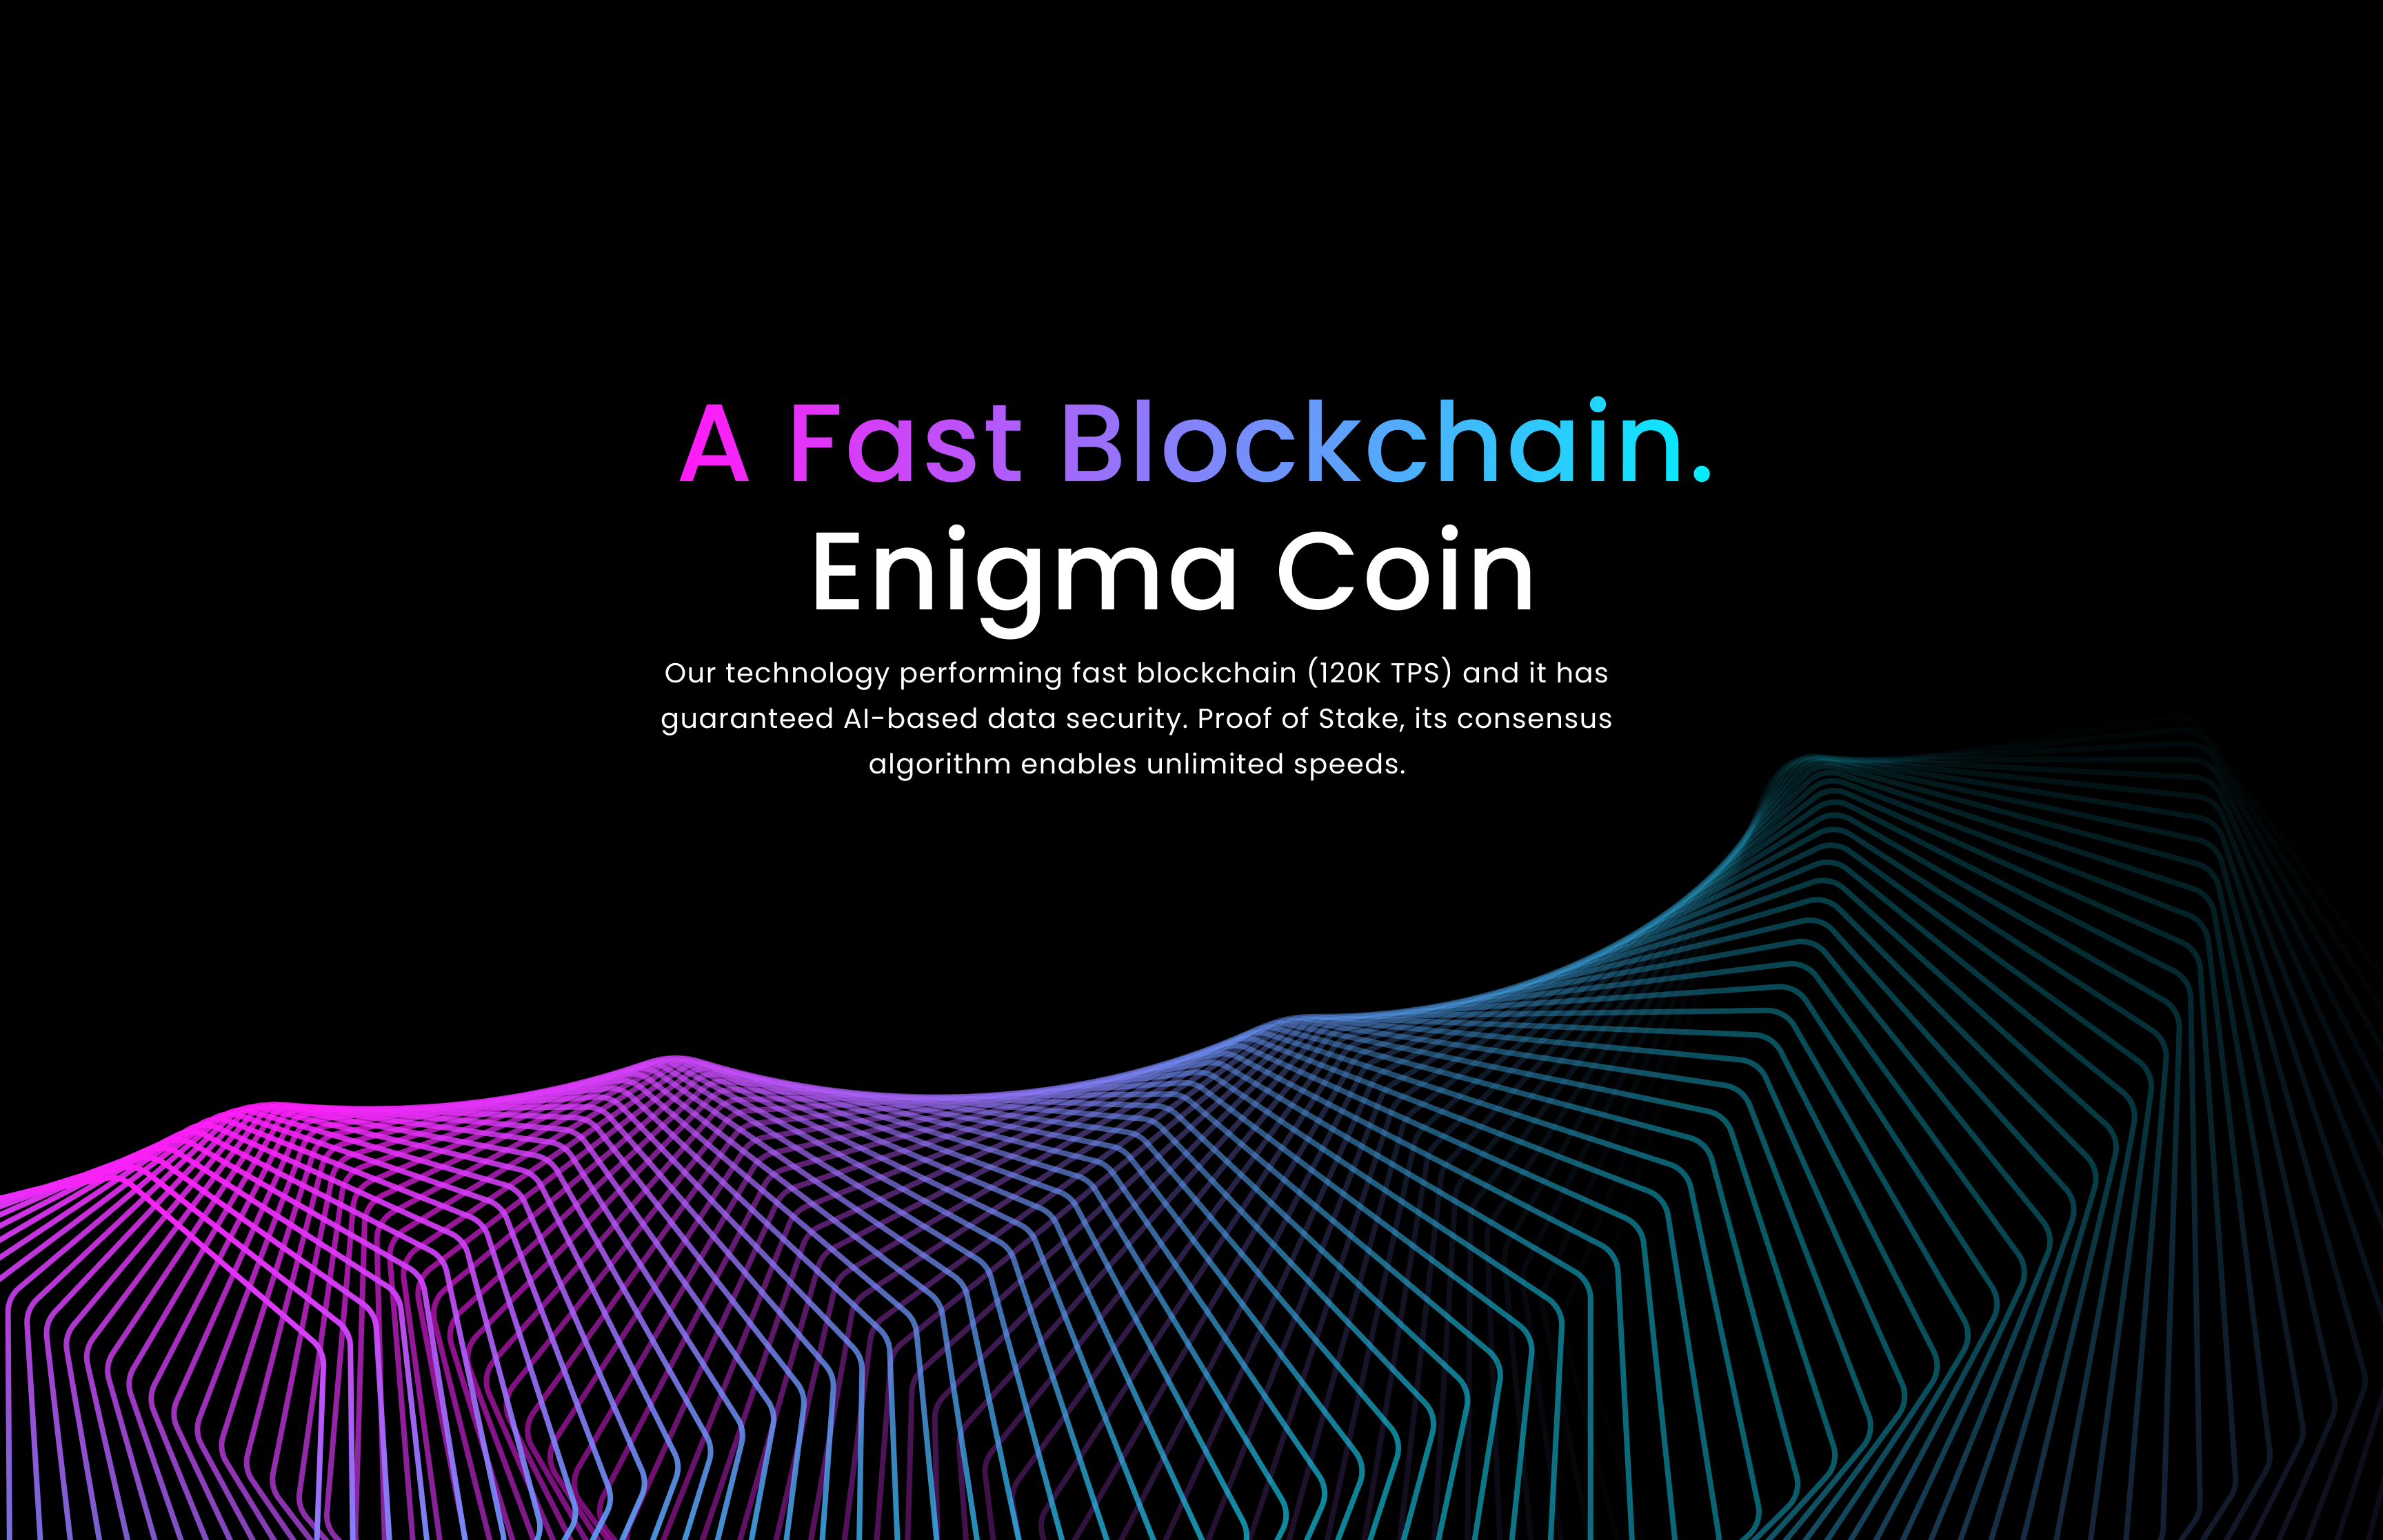 A Fast Blockchain.
Enigma Coin
Our technology performing fast blockchain (120K TPS) and it has
guaranteed AI-based data security. Proof of Stake, its consensus
algorithm enables unlimited speeds.